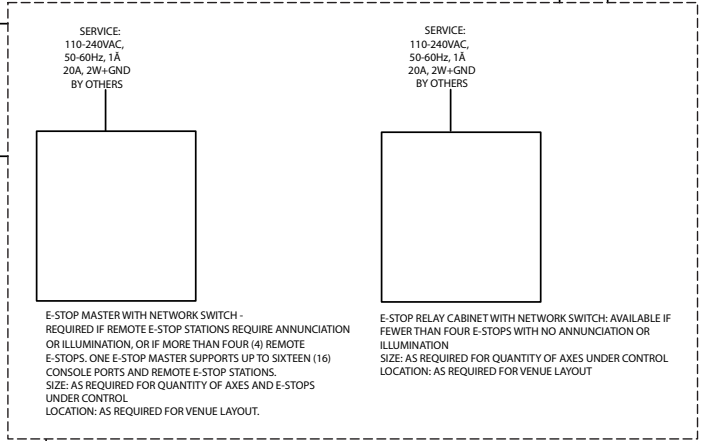 SERVICE:
110-240VAC,
50-60Hz, 1Ä
20A, 2W+GND
BY OTHERS
SERVICE:
110-240VAC,
50-60Hz, 1Ä
20A, 2W+GND
BY OTHERS
E-STOP MASTER WITH NETWORK SWITCH -
REQUIRED IF REMOTE E-STOP STATIONS REQUIRE ANNUNCIATION
OR ILLUMINATION, OR IF MORE THAN FOUR (4) REMOTE
E-STOPS. ONE E-STOP MASTER SUPPORTS UP TO SIXTEEN (16)
CONSOLE PORTS AND REMOTE E-STOP STATIONS.
SIZE: AS REQUIRED FOR QUANTITY OF AXES AND E-STOPS
UNDER CONTROL
LOCATION: AS REQUIRED FOR VENUE LAYOUT.
E-STOP RELAY CABINET WITH NETWORK SWITCH: AVAILABLE IF
FEWER THAN FOUR E-STOPS WITH NO ANNUNCIATION OR
ILLUMINATION
SIZE: AS REQUIRED FOR QUANTITY OF AXES UNDER CONTROL
LOCATION: AS REQUIRED FOR VENUE LAYOUT